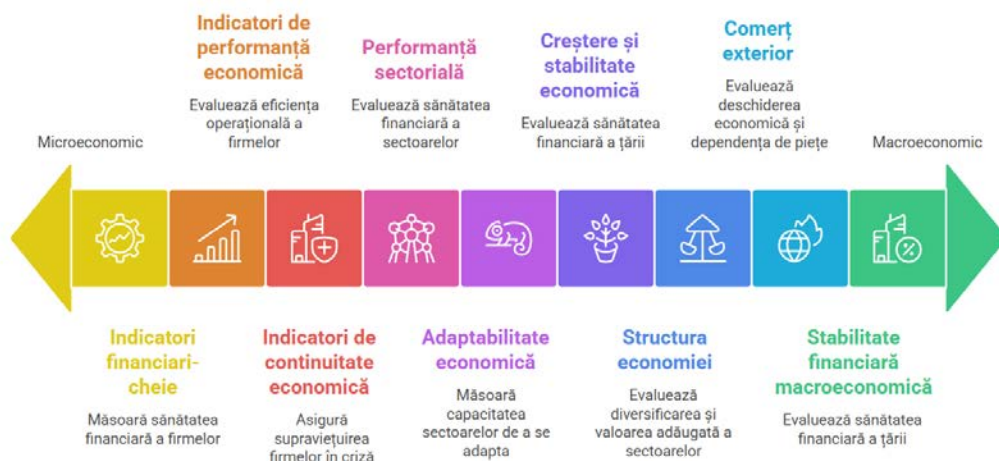 Indicatori de
performanță
economică
Evaluează eficiența
operațională a
firmelor
Performanță
sectorială
Evaluează sănătatea
financiară a
sectoarelor
Creștere și
stabilitate
economică
Evaluează sănătatea
financiară a țării
Comerț
exterior
Evaluează
deschiderea
economică și
dependența de piețe
Microeconomic
Macroeconomic
Indicatori
financiari-
cheie
Măsoară sănătatea
financiară a firmelor
Indicatori de
continuitate
economică
Asigură
supraviețuirea
firmelor în criză
Adaptabilitate
economică
Măsoară
capacitatea
sectoarelor de a se
adapta
Structura
economiei
Evaluează
diversificarea și
valoarea adăugată a
sectoarelor
Stabilitate
financiară
macroeconomică
Evaluează sănătatea
financiară a țării